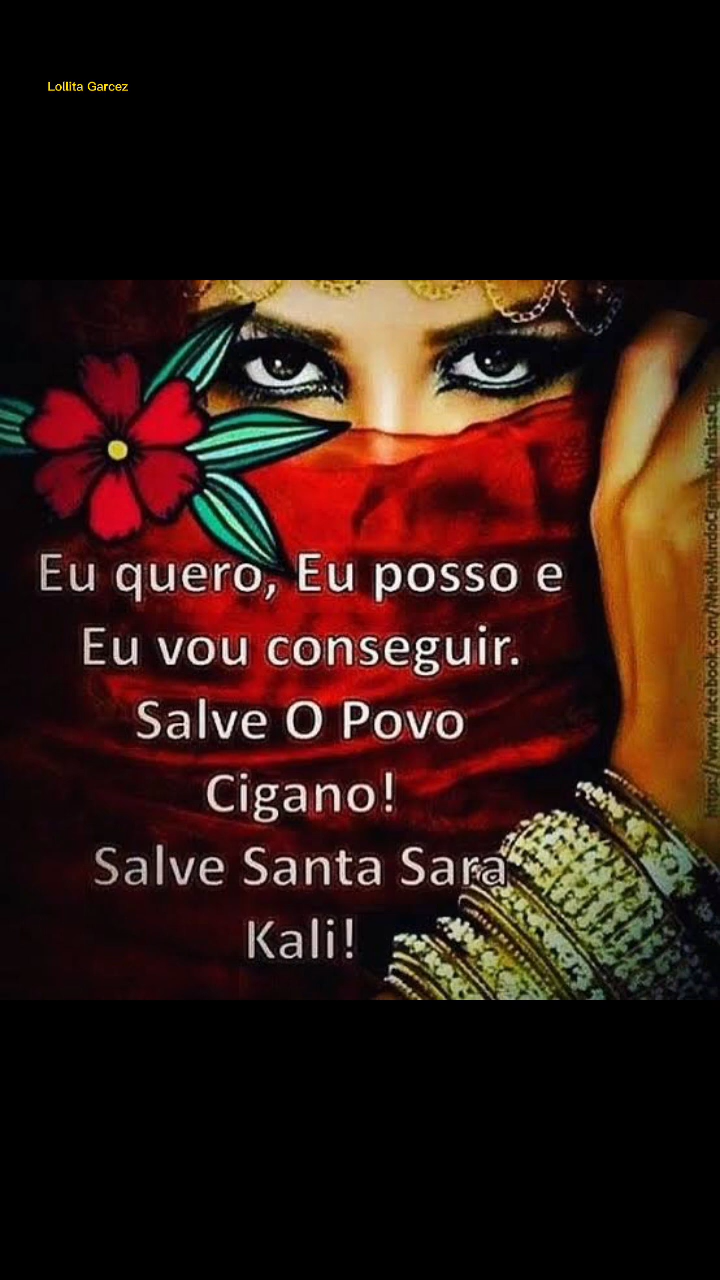 Lollita Garcez
Eu quero, Eu posso e
Eu vou conseguir.
Salve O Povo
Cigano!
Salve Santa Sara
Kali!